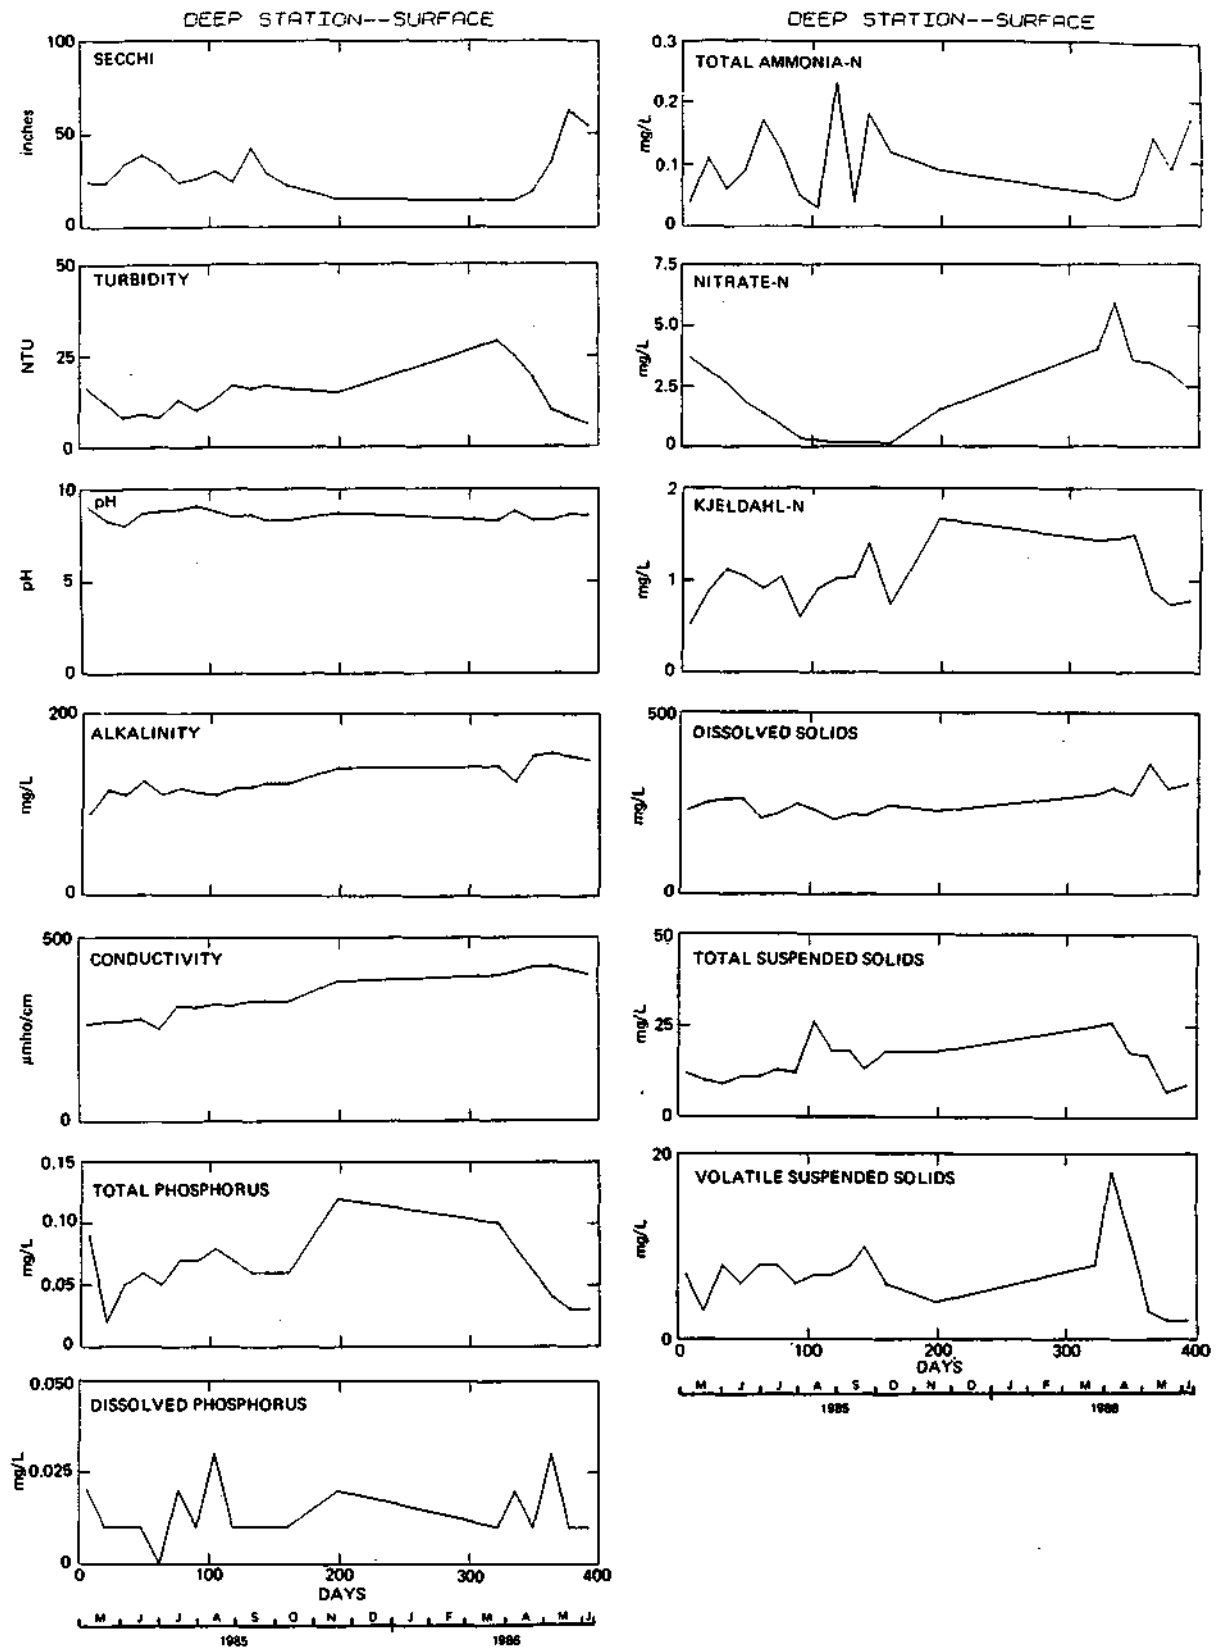 DEEP STATION--SURFACE
SECCHI
inches
100
50
0
TURBIDITY
NTU
50
25
0
pH
pH
10
5
0
ALKALINITY
mg/L
200
0
CONDUCTIVITY
µmho/cm
500
0
TOTAL PHOSPHORUS
mg/L
0.15
0.10
0.05
0
DISSOLVED PHOSPHORUS
mg/L
0.050
0.025
0
0 100 200 300 400
DAYS
M J J A S O N D J F M A M J
1985 1986
DEEP STATION--SURFACE
TOTAL AMMONIA-N
mg/L
0.3
0.2
0.1
0
NITRATE-N
mg/L
7.5
5.0
2.5
0
KJELDAHL-N
mg/L
2
1
0
DISSOLVED SOLIDS
mg/L
500
0
TOTAL SUSPENDED SOLIDS
mg/L
50
25
0
VOLATILE SUSPENDED SOLIDS
mg/L
20
0
0 100 200 300 400
DAYS
M J J A S O N D J F M A M J
1985 1986